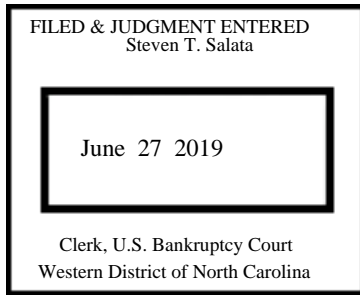 FILED & JUDGMENT ENTERED
Steven T. Salata
June 27 2019
Clerk, U.S. Bankruptcy Court
Western District of North Carolina